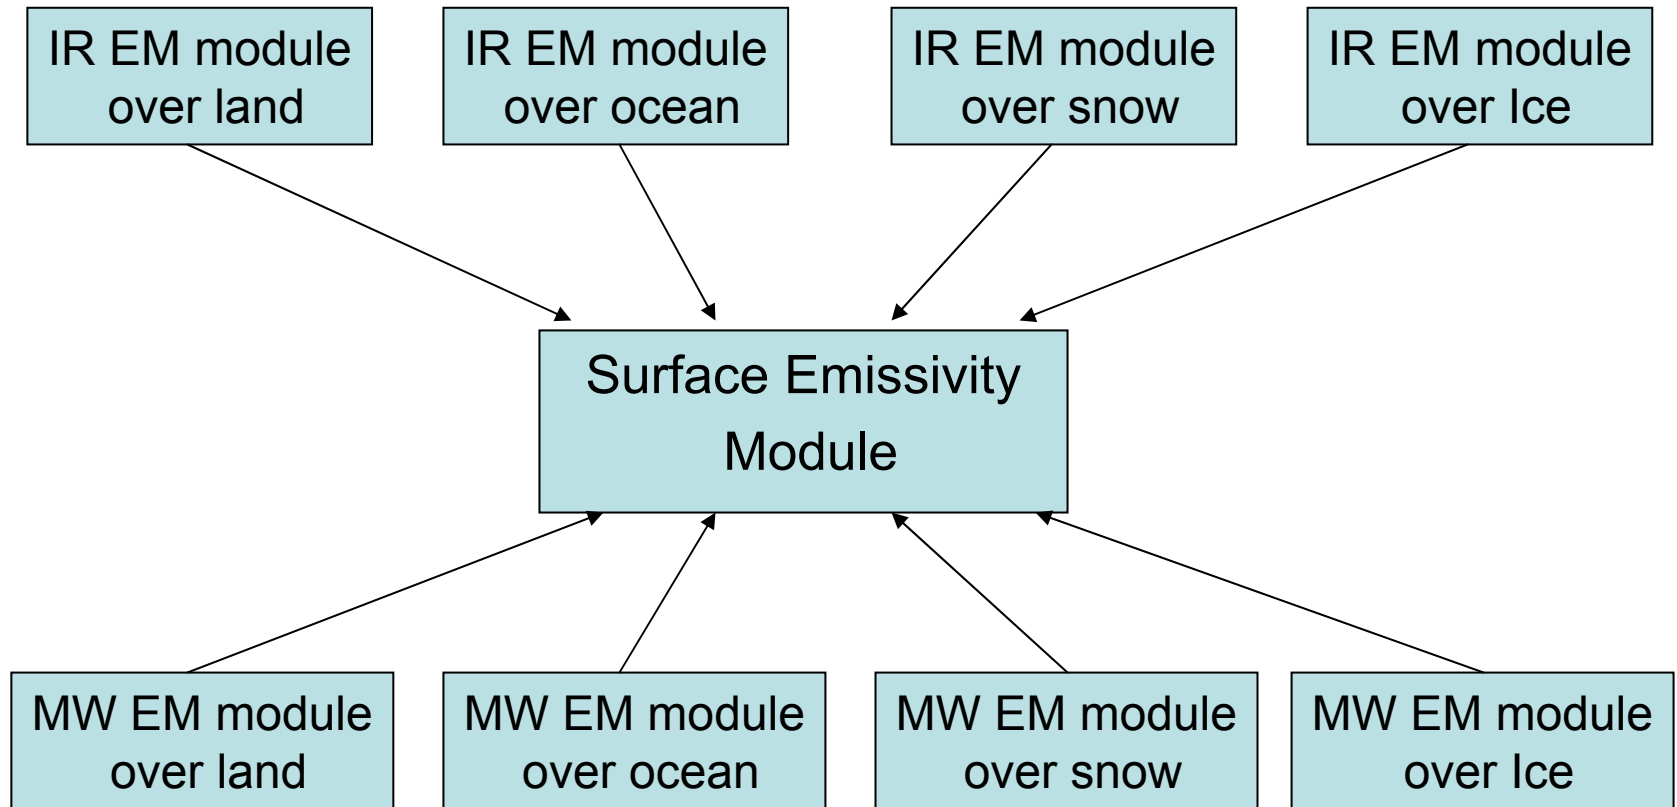 IR EM module
over land
IR EM module
over ocean
IR EM module
over snow
IR EM module
over Ice
Surface Emissivity
Module
MW EM module
over land
MW EM module
over ocean
MW EM module
over snow
MW EM module
over Ice